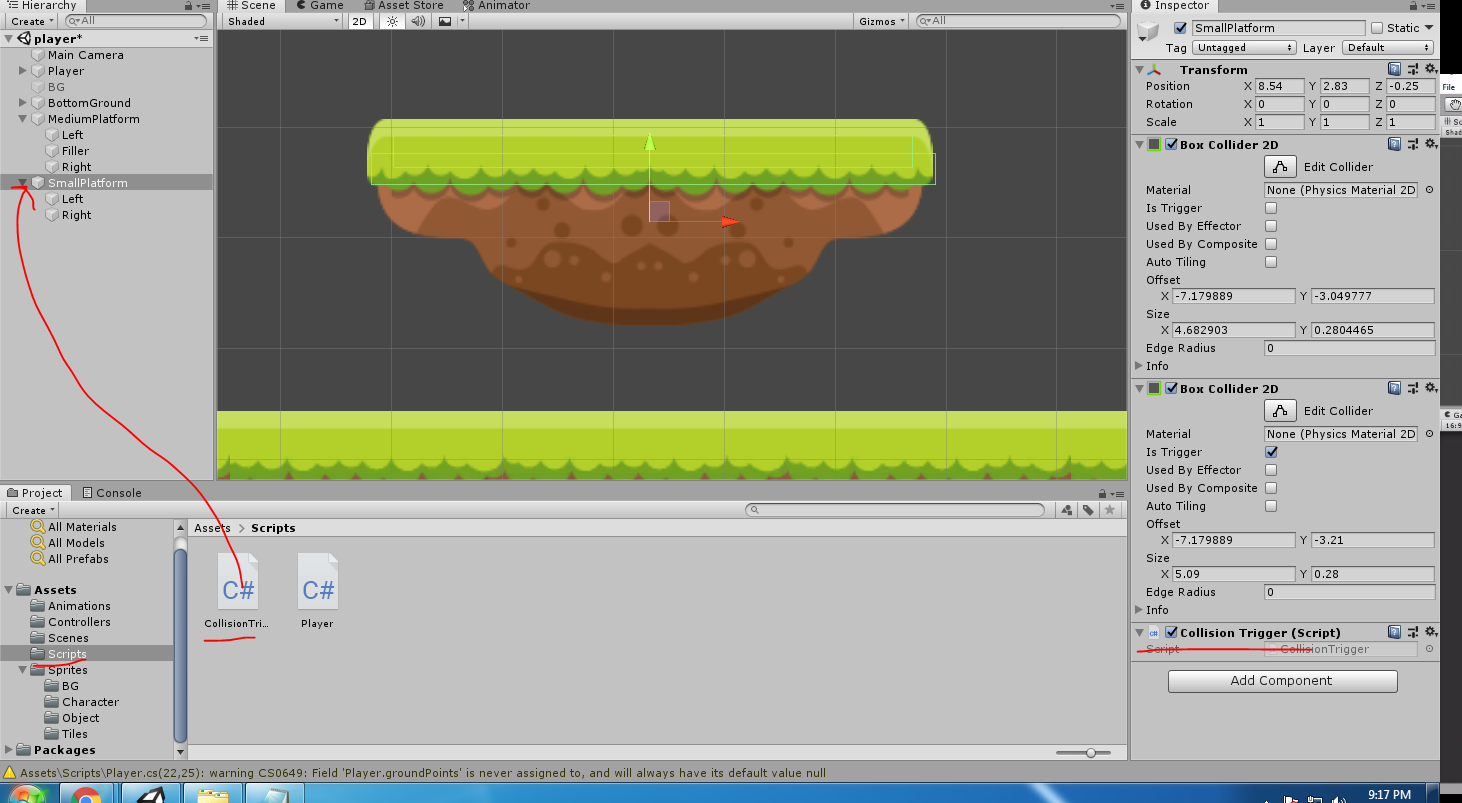 Hierarchy
Create All
player*
Main Camera
Player
BG
BottomGround
MediumPlatform
Left
Filler
Right
SmallPlatform
Left
Right
Scene Game Asset Store Animator
Shaded 2D Gizmos All
Inspector
SmallPlatform Static
Tag Untagged Layer Default
Transform
Position X 8.54 Y 2.83 Z -0.25
Rotation X 0 Y 0 Z 0
Scale X 1 Y 1 Z 1
Box Collider 2D
Edit Collider
Material None (Physics Material 2D
Is Trigger
Used By Effector
Used By Composite
Auto Tiling
Offset
X -7.179889 Y -3.049777
Size
X 4.682903 Y 0.2804465
Edge Radius 0
Info
Box Collider 2D
Edit Collider
Material None (Physics Material 2D
Is Trigger
Used By Effector
Used By Composite
Auto Tiling
Offset
X -7.179889 Y -3.21
Size
X 5.09 Y 0.28
Edge Radius 0
Info
Collision Trigger (Script)
Script CollisionTrigger
Add Component
File
Sc
Shad
Ga
16:9
Project Console
Create
All Materials
All Models
All Prefabs
Assets
Animations
Controllers
Scenes
Scripts
Sprites
BG
Character
Object
Tiles
Packages
Assets > Scripts
C# C#
CollisionTri... Player
Assets\Scripts\Player.cs(22,25): warning CS0649: Field 'Player.groundPoints' is never assigned to, and will always have its default value null
9:17 PM